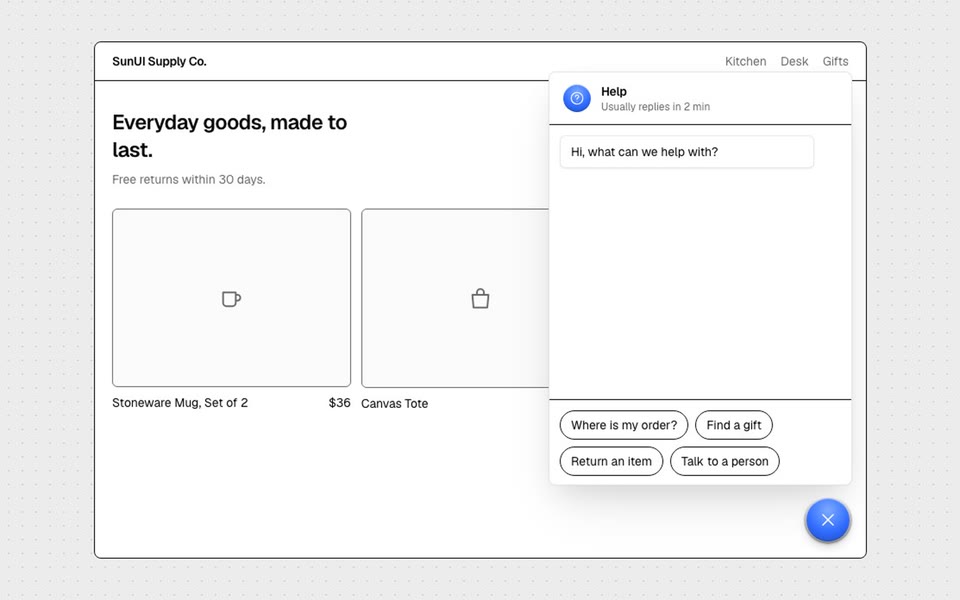 SunUI Supply Co.
Kitchen Desk Gifts
Everyday goods, made to
last.
Free returns within 30 days.
Stoneware Mug, Set of 2 $36
Canvas Tote
Help
Usually replies in 2 min
Hi, what can we help with?
Where is my order?
Find a gift
Return an item
Talk to a person